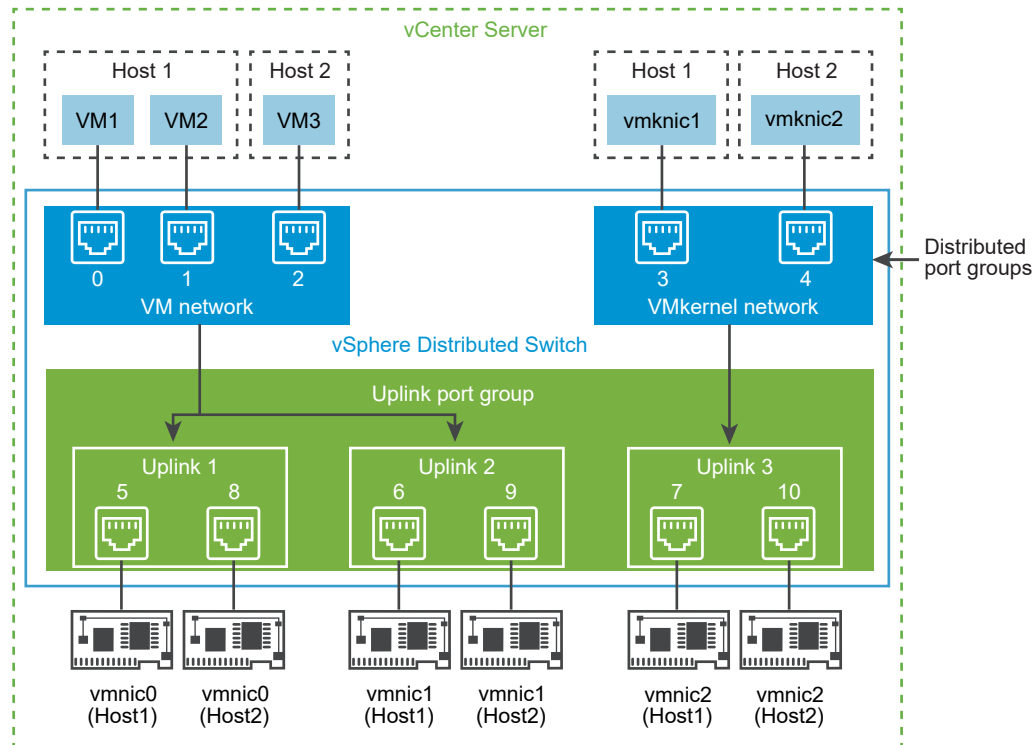 vCenter Server
Host 1
Host 2
Host 1
Host 2
VM1
VM2
VM3
vmknic1
vmknic2
0
1
2
3
4
VM network
VMkernel network
Distributed
port groups
vSphere Distributed Switch
Uplink port group
Uplink 1
Uplink 2
Uplink 3
5
8
6
9
7
10
vmnic0
(Host1)
vmnic0
(Host2)
vmnic1
(Host1)
vmnic1
(Host2)
vmnic2
(Host1)
vmnic2
(Host2)